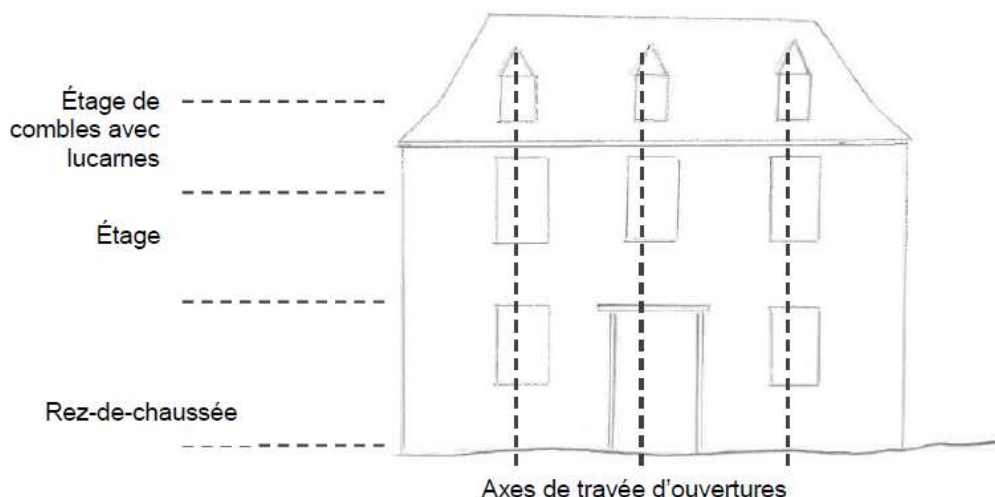 Étage de
combles avec
lucarnes
Étage
Rez-de-chaussée
Axes de travée d'ouvertures